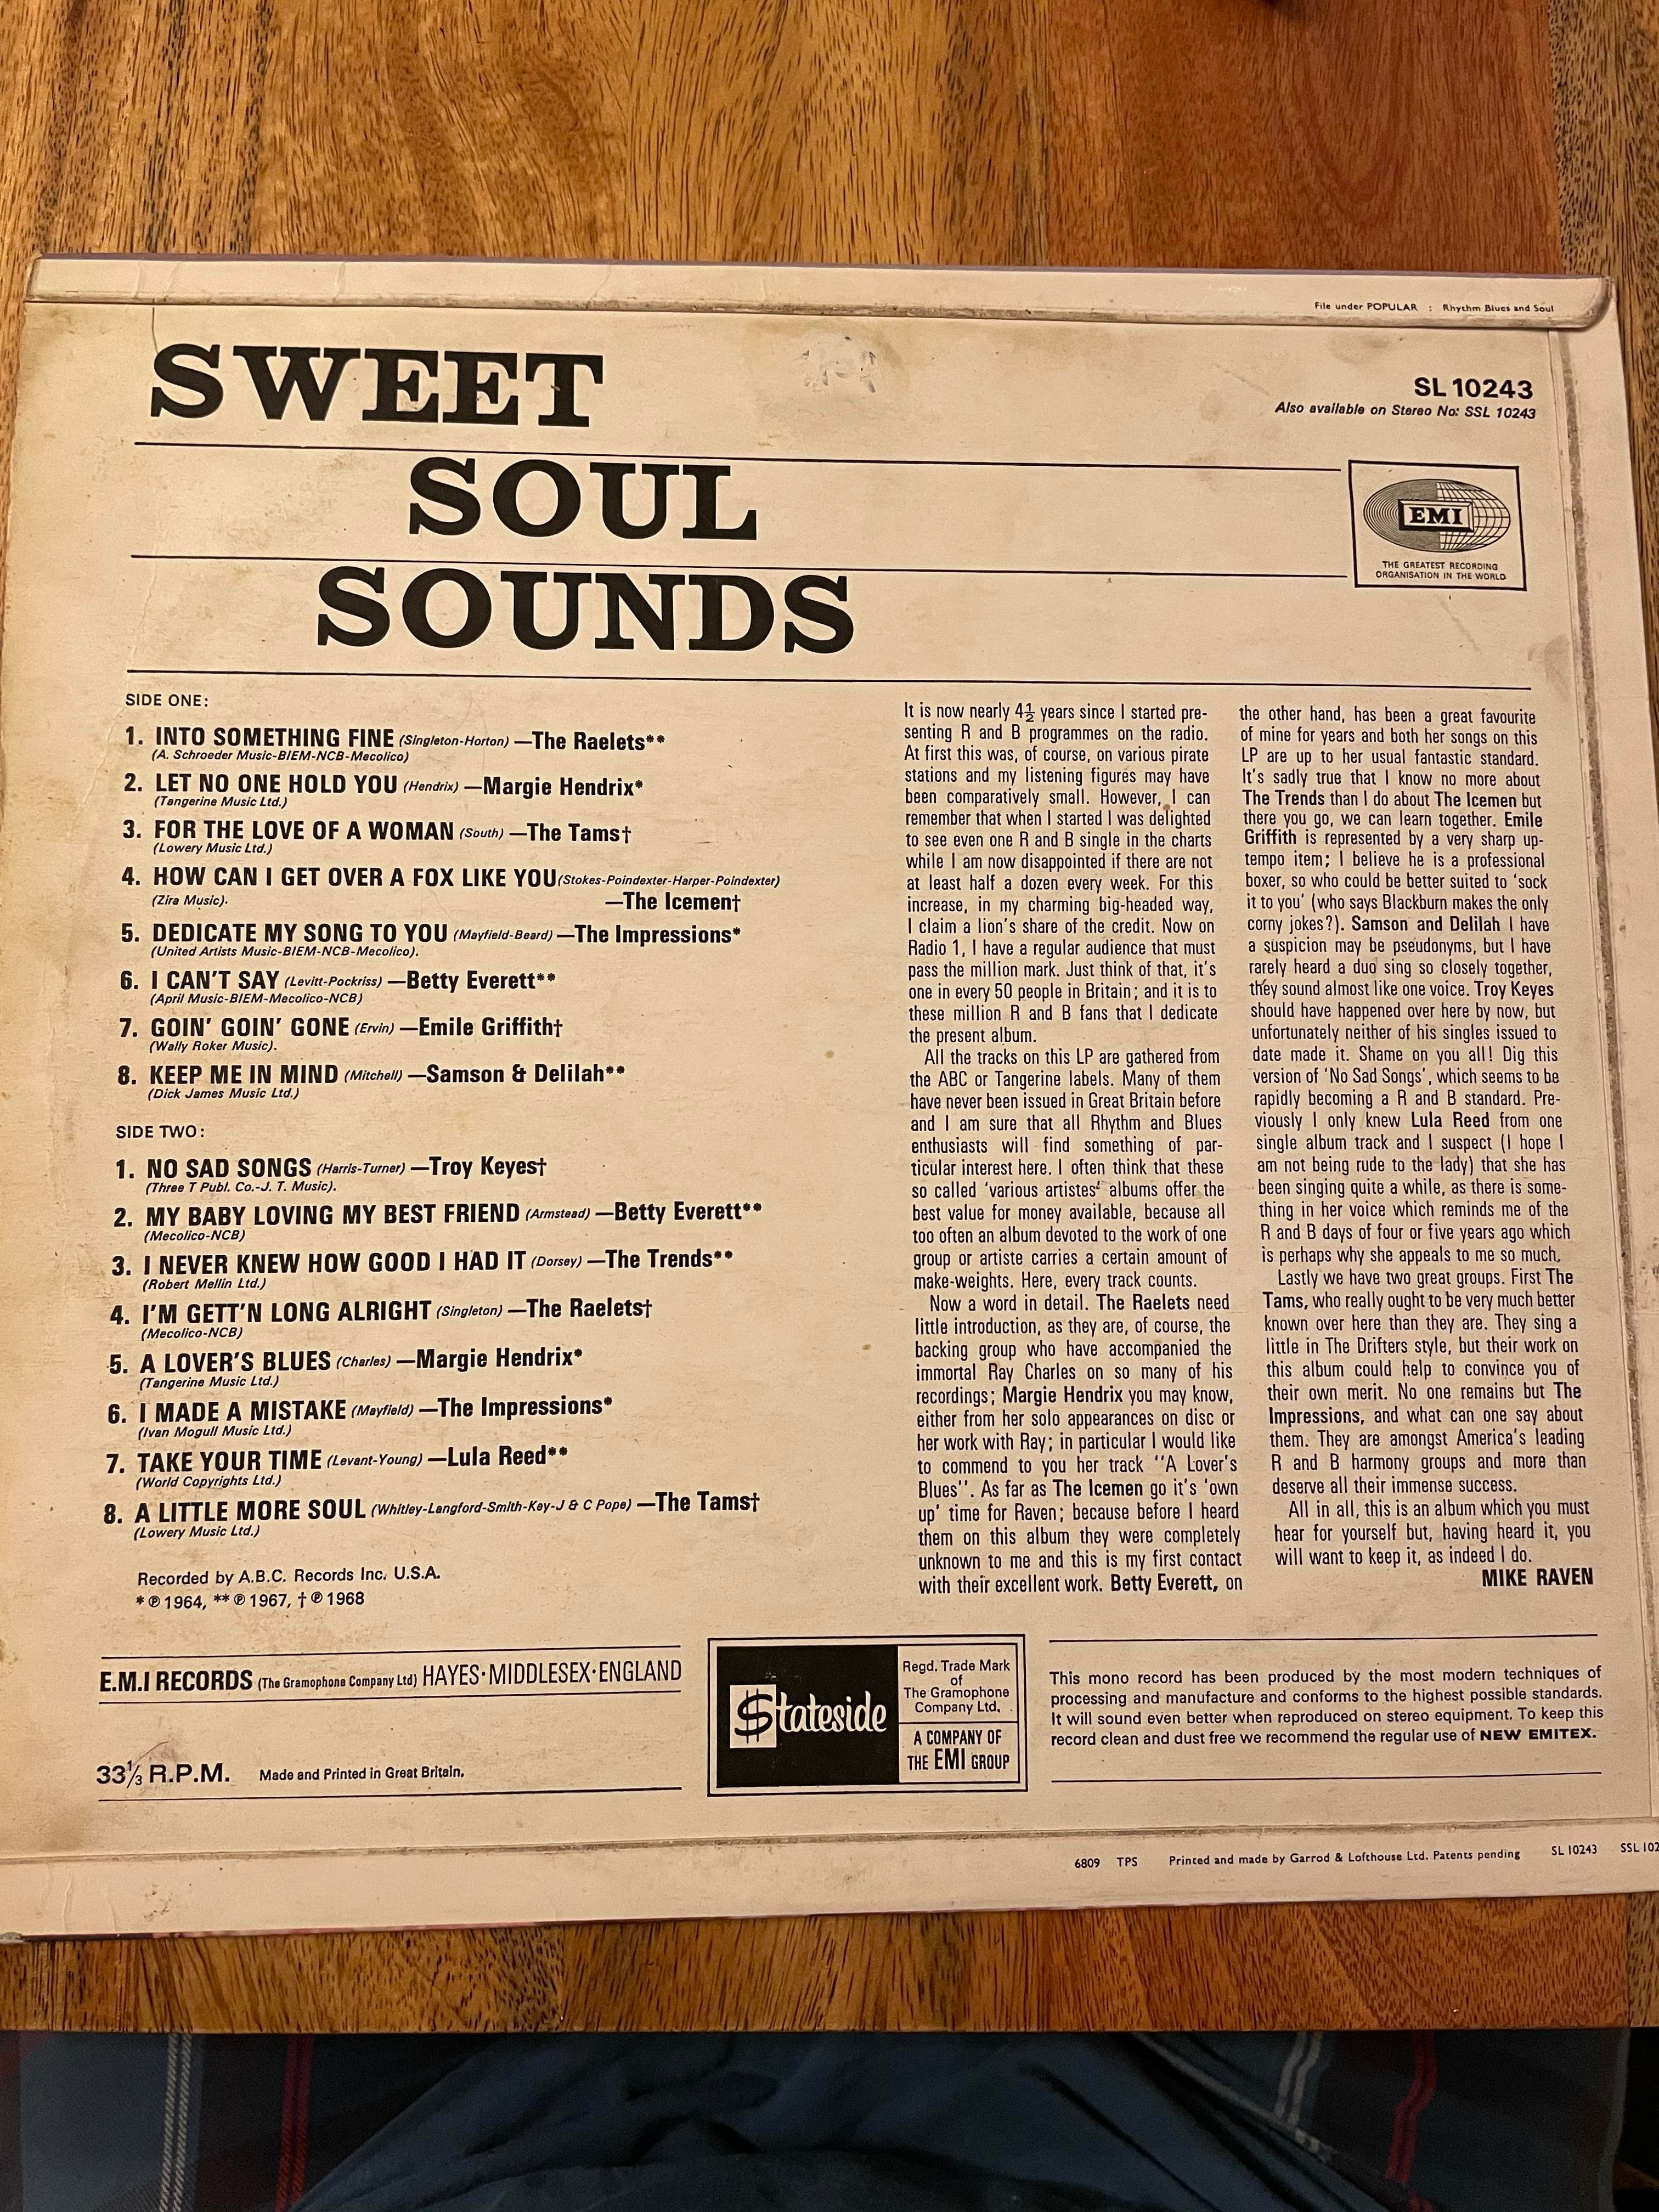 File under POPULAR : Rhythm Blues and Soul
SWEET
SOUL
SOUNDS
SL 10243
Also available on Stereo No: SSL 10243
EMI
THE GREATEST RECORDING
ORGANISATION IN THE WORLD
SIDE ONE:
1. INTO SOMETHING FINE (Singleton-Horton) —The Raelets**
(A. Schroeder Music-BIEM-NCB-Mecolico)
2. LET NO ONE HOLD YOU (Hendrix) —Margie Hendrix*
(Tangerine Music Ltd.)
3. FOR THE LOVE OF A WOMAN (South) —The Tams†
(Lowery Music Ltd.)
4. HOW CAN I GET OVER A FOX LIKE YOU (Stokes-Poindexter-Harper-Poindexter)
(Zira Music). —The Icemen†
5. DEDICATE MY SONG TO YOU (Mayfield-Beard) —The Impressions*
(United Artists Music-BIEM-NCB-Mecolico).
6. I CAN'T SAY (Levitt-Pockriss) —Betty Everett**
(April Music-BIEM-Mecolico-NCB)
7. GOIN' GOIN' GONE (Ervin) —Emile Griffith†
(Wally Roker Music).
8. KEEP ME IN MIND (Mitchell) —Samson & Delilah**
(Dick James Music Ltd.)
SIDE TWO:
1. NO SAD SONGS (Harris-Turner) —Troy Keyes†
(Three T Publ. Co.-J. T. Music).
2. MY BABY LOVING MY BEST FRIEND (Armstead) —Betty Everett**
(Mecolico-NCB)
3. I NEVER KNEW HOW GOOD I HAD IT (Dorsey) —The Trends**
(Robert Mellin Ltd.)
4. I'M GETT'N LONG ALRIGHT (Singleton) —The Raelets†
(Mecolico-NCB)
5. A LOVER'S BLUES (Charles) —Margie Hendrix*
(Tangerine Music Ltd.)
6. I MADE A MISTAKE (Mayfield) —The Impressions*
(Ivan Mogull Music Ltd.)
7. TAKE YOUR TIME (Levant-Young) —Lula Reed**
(World Copyrights Ltd.)
8. A LITTLE MORE SOUL (Whitley-Langford-Smith-Key-J & C Pope) —The Tams†
(Lowery Music Ltd.)
Recorded by A.B.C. Records Inc. U.S.A.
* ℗ 1964, ** ℗ 1967, † ℗ 1968
It is now nearly 4½ years since I started pre-
senting R and B programmes on the radio.
At first this was, of course, on various pirate
stations and my listening figures may have
been comparatively small. However, I can
remember that when I started I was delighted
to see even one R and B single in the charts
while I am now disappointed if there are not
at least half a dozen every week. For this
increase, in my charming big-headed way,
I claim a lion's share of the credit. Now on
Radio 1, I have a regular audience that must
pass the million mark. Just think of that, it's
one in every 50 people in Britain; and it is to
these million R and B fans that I dedicate
the present album.
All the tracks on this LP are gathered from
the ABC or Tangerine labels. Many of them
have never been issued in Great Britain before
and I am sure that all Rhythm and Blues
enthusiasts will find something of par-
ticular interest here. I often think that these
so called 'various artistes' albums offer the
best value for money available, because all
too often an album devoted to the work of one
group or artiste carries a certain amount of
make-weights. Here, every track counts.
Now a word in detail. The Raelets need
little introduction, as they are, of course, the
backing group who have accompanied the
immortal Ray Charles on so many of his
recordings; Margie Hendrix you may know,
either from her solo appearances on disc or
her work with Ray; in particular I would like
to commend to you her track ''A Lover's
Blues''. As far as The Icemen go it's 'own
up' time for Raven; because before I heard
them on this album they were completely
unknown to me and this is my first contact
with their excellent work. Betty Everett, on
the other hand, has been a great favourite
of mine for years and both her songs on this
LP are up to her usual fantastic standard.
It's sadly true that I know no more about
The Trends than I do about The Icemen but
there you go, we can learn together. Emile
Griffith is represented by a very sharp up-
tempo item; I believe he is a professional
boxer, so who could be better suited to 'sock
it to you' (who says Blackburn makes the only
corny jokes?). Samson and Delilah I have
a suspicion may be pseudonyms, but I have
rarely heard a duo sing so closely together,
they sound almost like one voice. Troy Keyes
should have happened over here by now, but
unfortunately neither of his singles issued to
date made it. Shame on you all! Dig this
version of 'No Sad Songs', which seems to be
rapidly becoming a R and B standard. Pre-
viously I only knew Lula Reed from one
single album track and I suspect (I hope I
am not being rude to the lady) that she has
been singing quite a while, as there is some-
thing in her voice which reminds me of the
R and B days of four or five years ago which
is perhaps why she appeals to me so much.
Lastly we have two great groups. First The
Tams, who really ought to be very much better
known over here than they are. They sing a
little in The Drifters style, but their work on
this album could help to convince you of
their own merit. No one remains but The
Impressions, and what can one say about
them. They are amongst America's leading
R and B harmony groups and more than
deserve all their immense success.
All in all, this is an album which you must
hear for yourself but, having heard it, you
will want to keep it, as indeed I do.
MIKE RAVEN
E.M.I RECORDS (The Gramophone Company Ltd) HAYES·MIDDLESEX·ENGLAND
33⅓ R.P.M. Made and Printed in Great Britain.
$tateside
Regd. Trade Mark
of
The Gramophone
Company Ltd.
A COMPANY OF
THE EMI GROUP
This mono record has been produced by the most modern techniques of
processing and manufacture and conforms to the highest possible standards.
It will sound even better when reproduced on stereo equipment. To keep this
record clean and dust free we recommend the regular use of NEW EMITEX.
6809 TPS Printed and made by Garrod & Lofthouse Ltd. Patents pending SL 10243 SSL 102